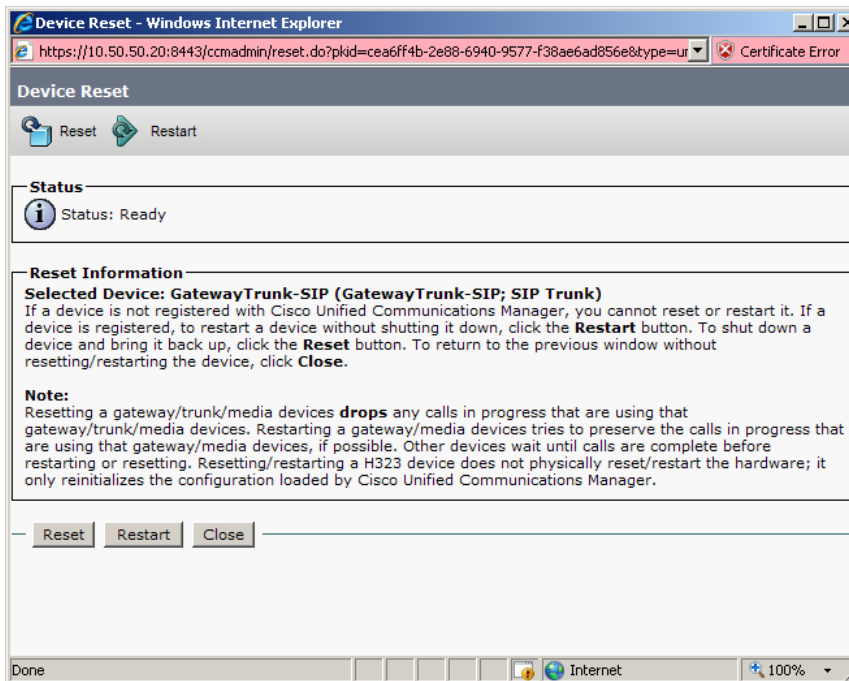 Device Reset - Windows Internet Explorer
https://10.50.50.20:8443/ccmadmin/reset.do?pkid=cea6ff4b-2e88-6940-9577-f38ae6ad856e&type=ur
Certificate Error
Device Reset
Reset Restart
Status
Status: Ready
Reset Information
Selected Device: GatewayTrunk-SIP (GatewayTrunk-SIP; SIP Trunk)
If a device is not registered with Cisco Unified Communications Manager, you cannot reset or restart it. If a
device is registered, to restart a device without shutting it down, click the Restart button. To shut down a
device and bring it back up, click the Reset button. To return to the previous window without
resetting/restarting the device, click Close.
Note:
Resetting a gateway/trunk/media devices drops any calls in progress that are using that
gateway/trunk/media devices. Restarting a gateway/media devices tries to preserve the calls in progress that
are using that gateway/media devices, if possible. Other devices wait until calls are complete before
restarting or resetting. Resetting/restarting a H323 device does not physically reset/restart the hardware; it
only reinitializes the configuration loaded by Cisco Unified Communications Manager.
Reset Restart Close
Done Internet 100%